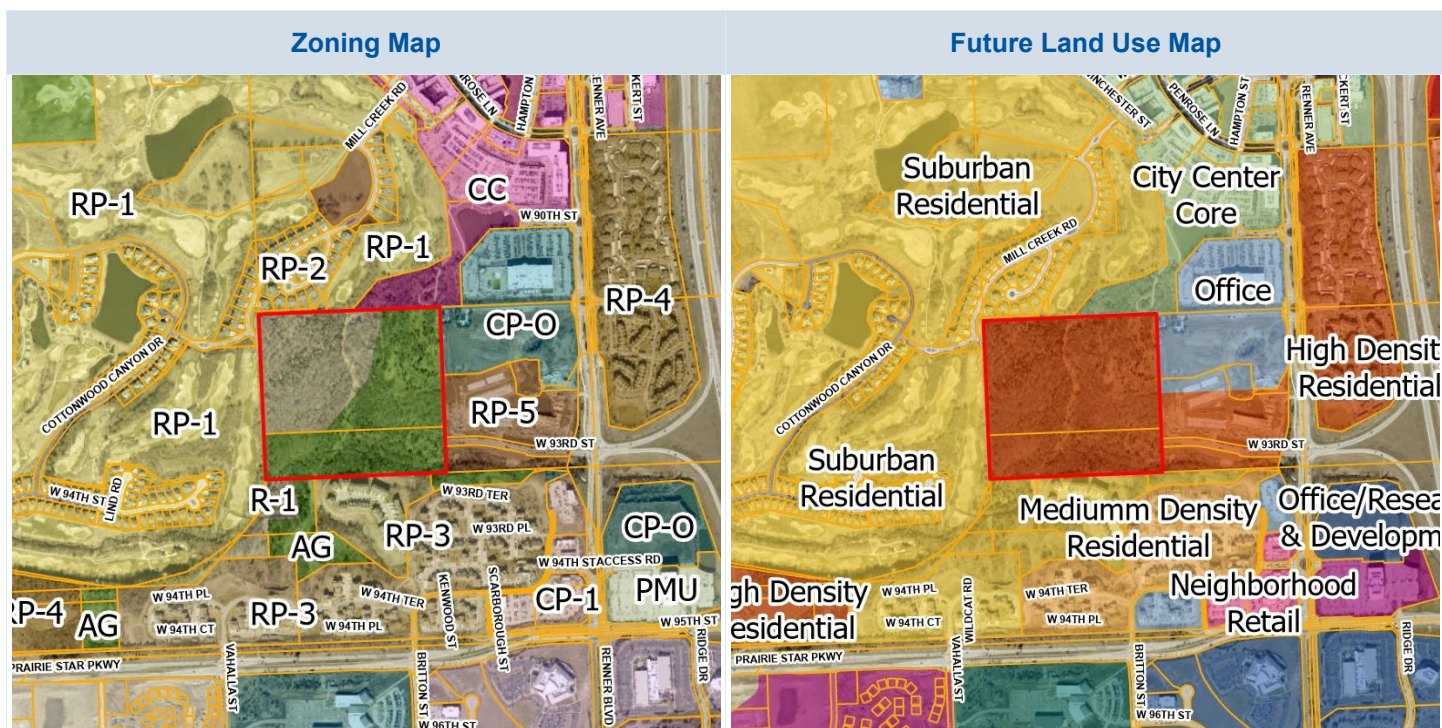 Zoning Map
MILL CREEK RD
HAMPTON
RENNER AVE
CKERT ST
RP-1
CC
W 90TH ST
RP-1
RP-2
RP-4
CP-O
COTTONWOOD CANYON DR
RP-1
RP-5
W 93RD ST
W 94TH ST
LIND RD
R-1
W 93RD TER
W 93RD PL
RP-3
CP-O
AG
W 94TH STACCESS RD
PMU
W 94TH PL
W 94TH TER
RP-3
CP-1
RP-4
AG
W 94TH CT
W 94TH PL
KENWOOD ST
SCARBOROUGH ST
W 95TH ST
PRAIRIE STAR PKWY
VAHALLA ST
BRITTON ST
RENNER BLVD
RIDGE DR
W 96TH ST
Future Land Use Map
INCHESTER ST
PENROSE LN
HAMPTON ST
RENNER AVE
CKERT ST
Suburban
Residential
City Center
Core
MILL CREEK RD
Office
COTTONWOOD CANYON DR
High Densit
Residential
W 93RD ST
Suburban
Residential
Mediumm Density
Residential
Office/Resea
& Developm
gh Density
esidential
W 94TH PL
WILDCAT RD
W 94TH TER
Neighborhood
Retail
W 94TH CT
W 94TH PL
PRAIRIE STAR PKWY
VAHALLA ST
BRITTON ST
RIDGE DR
W 96TH ST